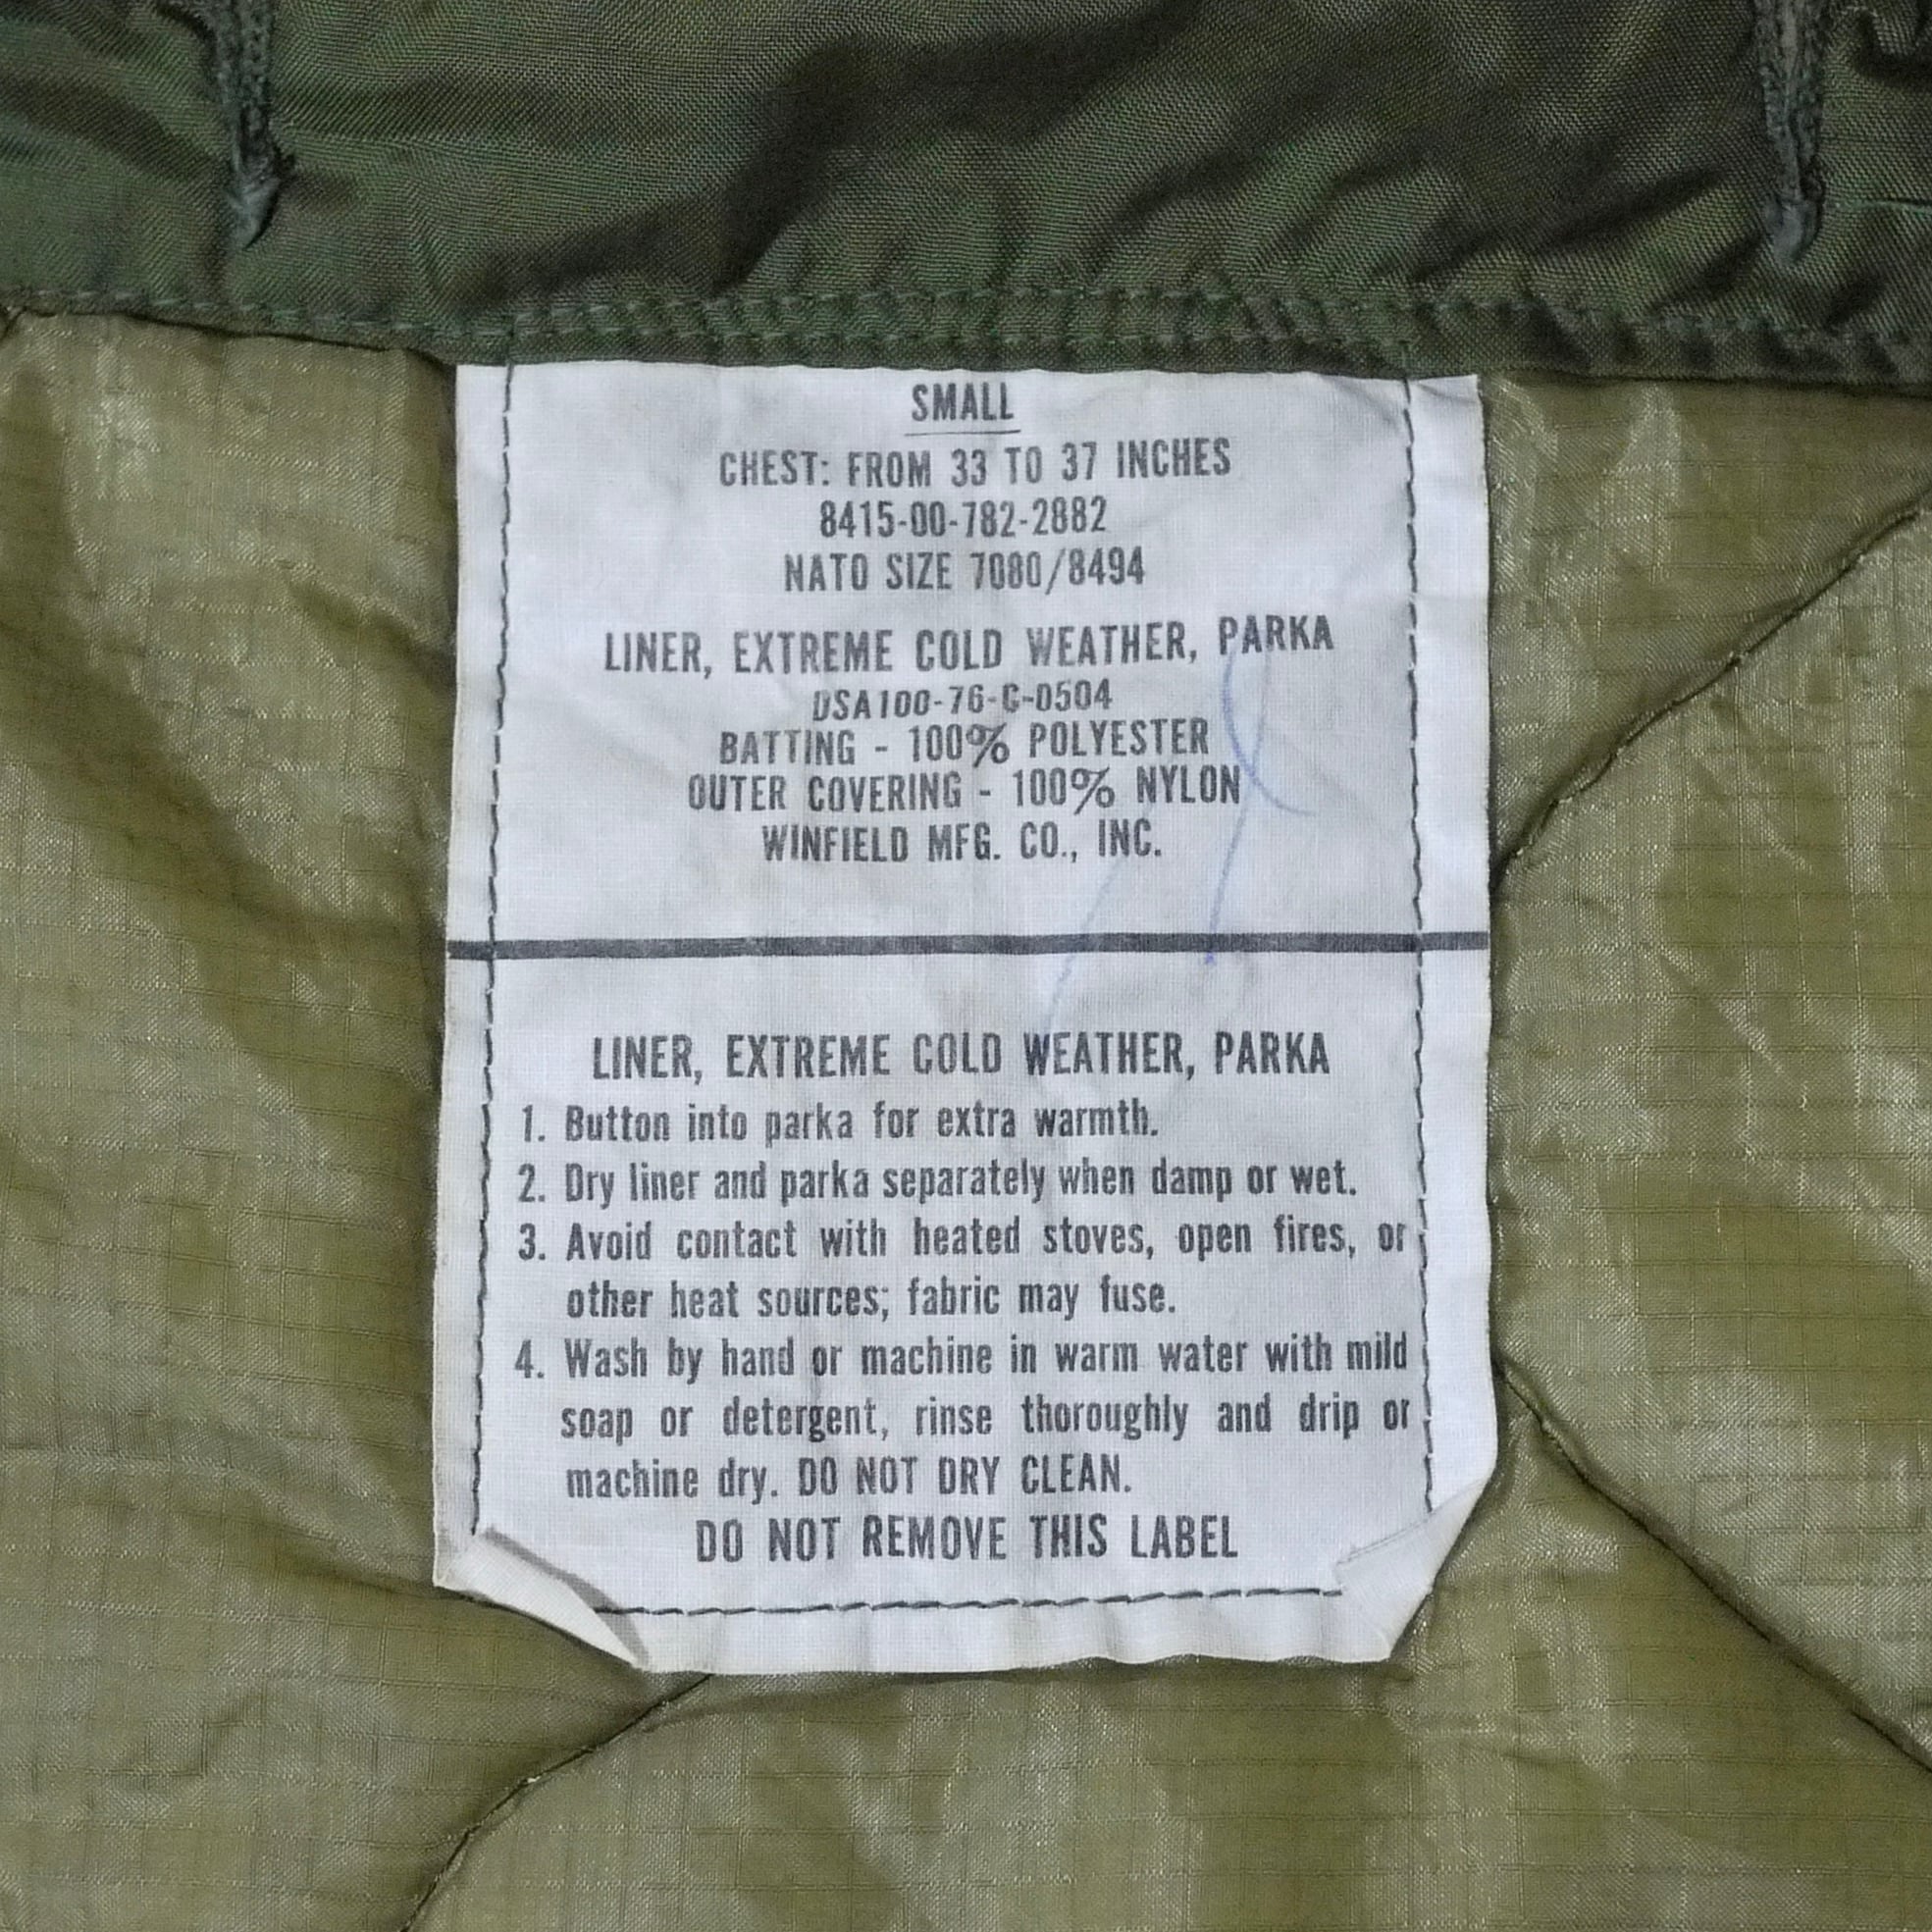 SMALL
CHEST: FROM 33 TO 37 INCHES
8415-00-782-2882
NATO SIZE 7080/8494
LINER, EXTREME COLD WEATHER, PARKA
DSA100-76-C-0504
BATTING - 100% POLYESTER
OUTER COVERING - 100% NYLON
WINFIELD MFG. CO., INC.
LINER, EXTREME COLD WEATHER, PARKA
1. Button into parka for extra warmth.
2. Dry liner and parka separately when damp or wet.
3. Avoid contact with heated stoves, open fires, or
other heat sources; fabric may fuse.
4. Wash by hand or machine in warm water with mild
soap or detergent, rinse thoroughly and drip or
machine dry. DO NOT DRY CLEAN.
DO NOT REMOVE THIS LABEL